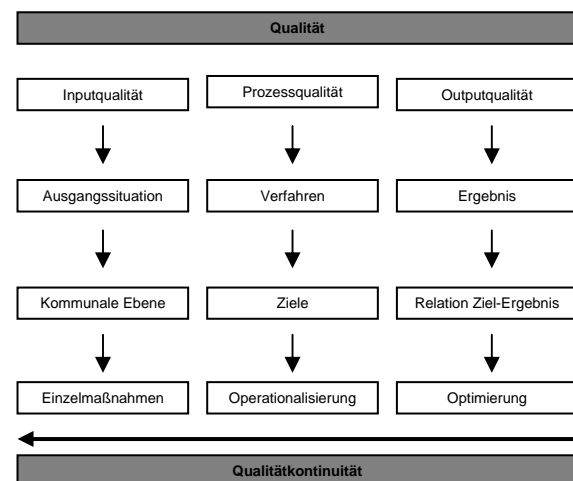 Qualität
Inputqualität
Prozessqualität
Outputqualität
Ausgangssituation
Verfahren
Ergebnis
Kommunale Ebene
Ziele
Relation Ziel-Ergebnis
Einzelmaßnahmen
Operationalisierung
Optimierung
Qualitätkontinuität